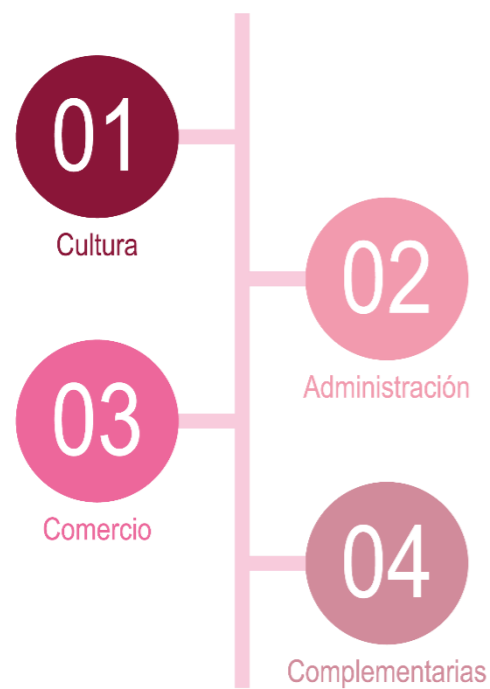 01
Cultura
02
Administración
03
Comercio
04
Complementarias